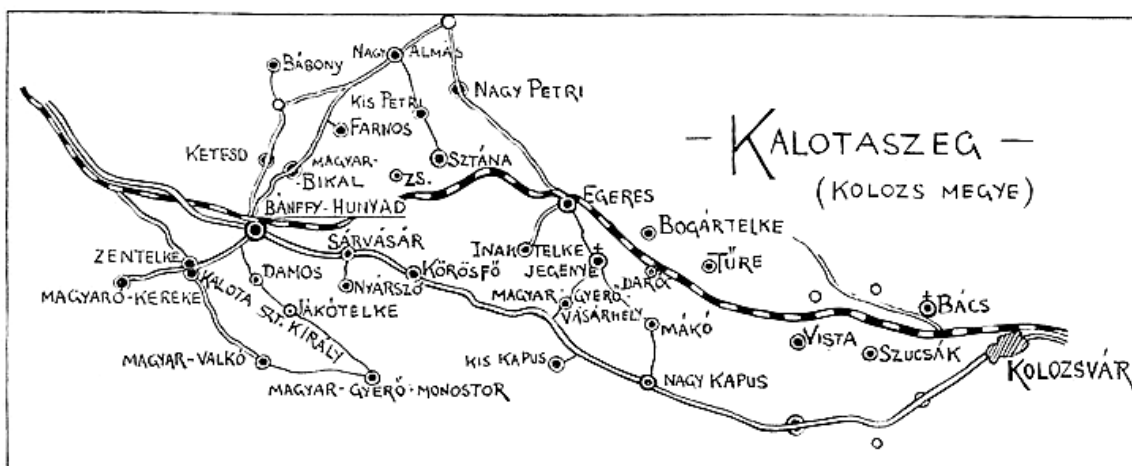 — KALOTASZEG —
(KOLOZS MEGYE)
BÁBONY
NAGY ALMÁS
NAGY PETRI
KIS PETRI
FARNOS
KETESD
MAGYAR-
BIKAL
SZTÁNA
ZS.
BÁNFFY-HUNYAD
EGERES
BOGÁRTELKE
TŰRE
SÁRVÁSÁR
INAKTELKE
JEGENYE
DARÓC
ZENTELKE
DAMOS
NYÁRSZÓ
KÖRÖSFŐ
MAGYARÓ-KEREKE
KALOTA
SZT. KIRÁLY
JÁKÓTELKE
MAGYAR-GYERŐ-
VÁSÁRHELY
MÁKÓ
BÁCS
VISTA
SZUCSÁK
KOLOZSVÁR
MAGYAR-VALKÓ
KIS KAPUS
NAGY KAPUS
MAGYAR-GYERŐ-MONOSTOR